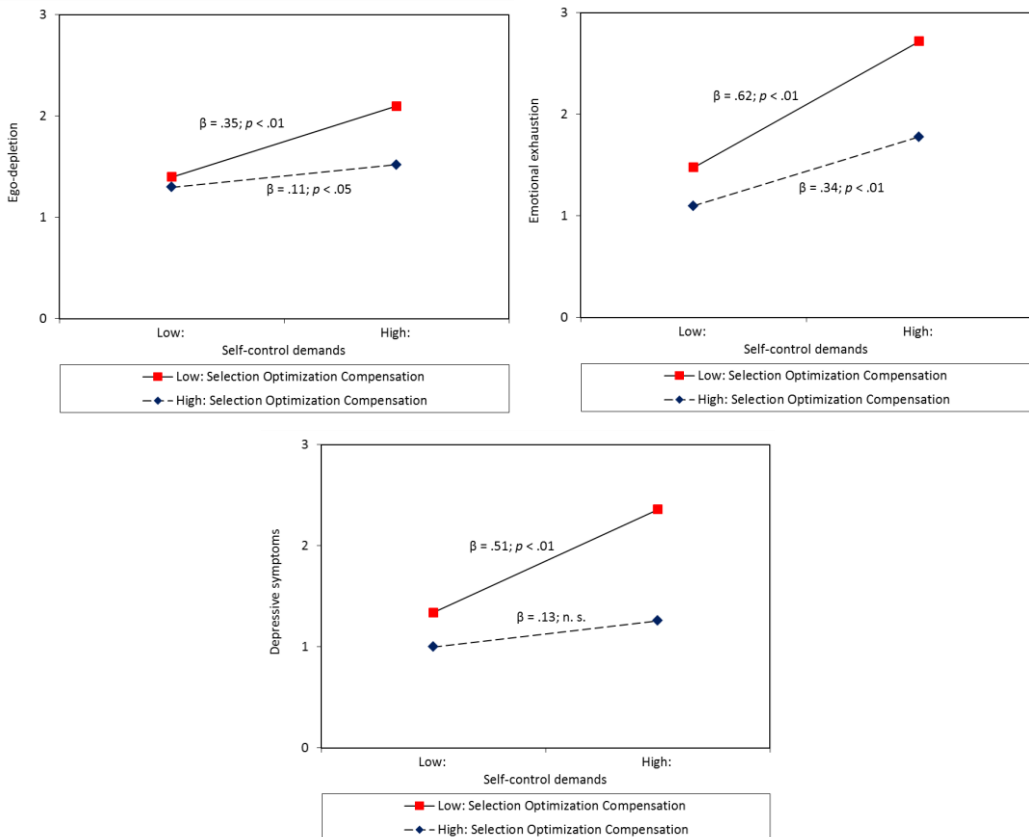 3
2
1
0
Ego-depletion
β = .35; p < .01
β = .11; p < .05
Low:
High:
Self-control demands
Low: Selection Optimization Compensation
High: Selection Optimization Compensation
3
2
1
0
Emotional exhaustion
β = .62; p < .01
β = .34; p < .01
Low:
High:
Self-control demands
Low: Selection Optimization Compensation
High: Selection Optimization Compensation
3
2
1
0
Depressive symptoms
β = .51; p < .01
β = .13; n. s.
Low:
High:
Self-control demands
Low: Selection Optimization Compensation
High: Selection Optimization Compensation